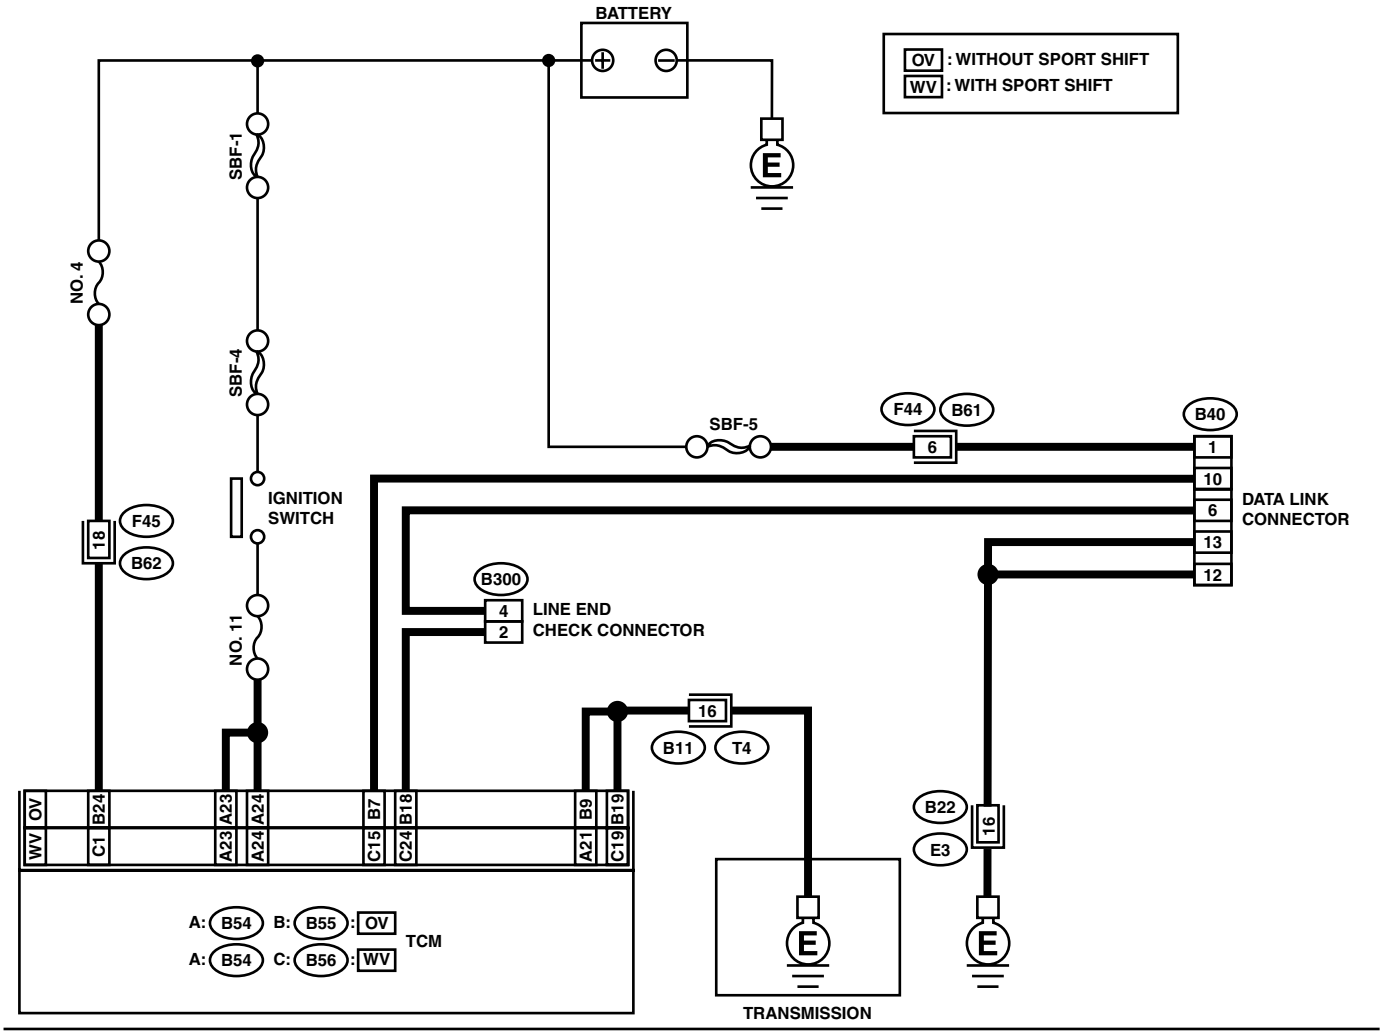 BATTERY
OV : WITHOUT SPORT SHIFT
WV : WITH SPORT SHIFT
E
SBF-1
NO. 4
SBF-4
SBF-5
F44 B61
B40
6
1
10
6
13
12
DATA LINK
CONNECTOR
IGNITION
SWITCH
F45
18
B62
B300
4
2
LINE END
CHECK CONNECTOR
NO. 11
16
B11 T4
B22
16
E3
OV B24 A23 A24 B7 B18 B9 B19
WV C1 A23 A24 C15 C24 A21 C19
A: B54 B: B55 : OV
TCM
A: B54 C: B56 : WV
E
E
TRANSMISSION